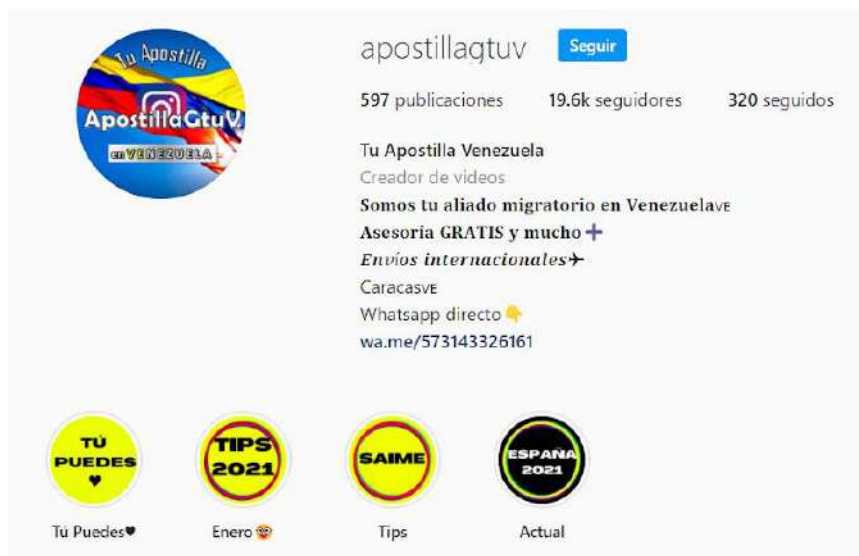 Tu Apostilla
ApostillaGtuV
en VENEZUELA
apostillagtuv Seguir
597 publicaciones 19.6k seguidores 320 seguidos
Tu Apostilla Venezuela
Creador de videos
Somos tu aliado migratorio en VenezuelaVE
Asesoria GRATIS y mucho ➕
Envíos internacionales✈
CaracasVE
Whatsapp directo 👇
wa.me/573143326161
TÚ
PUEDES
♥
TIPS
2021
SAIME
ESPAÑA
2021
Tú Puedes♥ Enero 🤓 Tips Actual